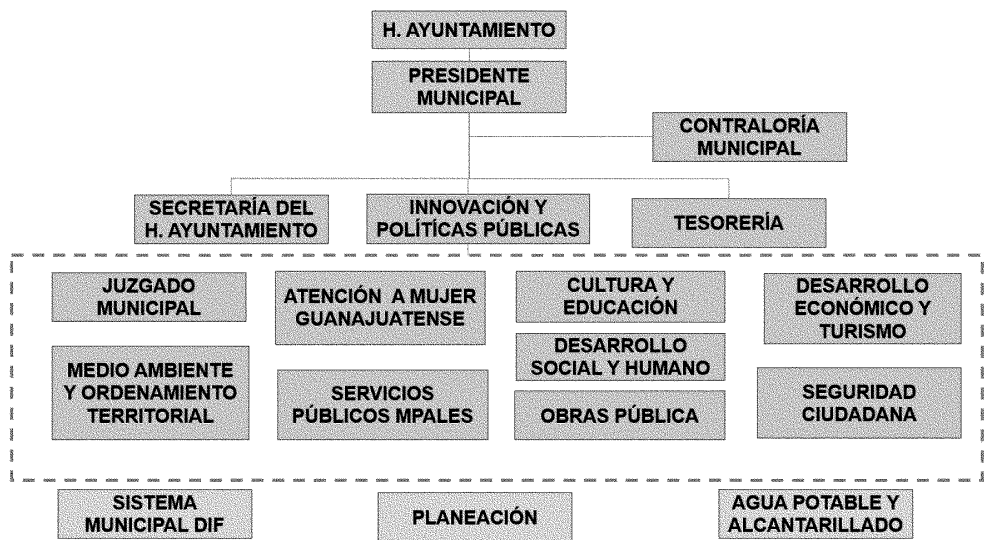 H. AYUNTAMIENTO
PRESIDENTE
MUNICIPAL
CONTRALORÍA
MUNICIPAL
SECRETARÍA DEL
H. AYUNTAMIENTO
INNOVACIÓN Y
POLÍTÍCAS PÚBLICAS
TESORERÍA
JUZGADO
MUNICIPAL
ATENCIÓN A MUJER
GUANAJUATENSE
CULTURA Y
EDUCACIÓN
DESARROLLO
ECONÓMICO Y
TURISMO
MEDIO AMBIENTE
Y ORDENAMIENTO
TERRITORIAL
SERVICIOS
PÚBLICOS MPALES
DESARROLLO
SOCIAL Y HUMANO
OBRAS PÚBLICA
SEGURIDAD
CIUDADANA
SISTEMA
MUNICIPAL DIF
PLANEACIÓN
AGUA POTABLE Y
ALCANTARILLADO